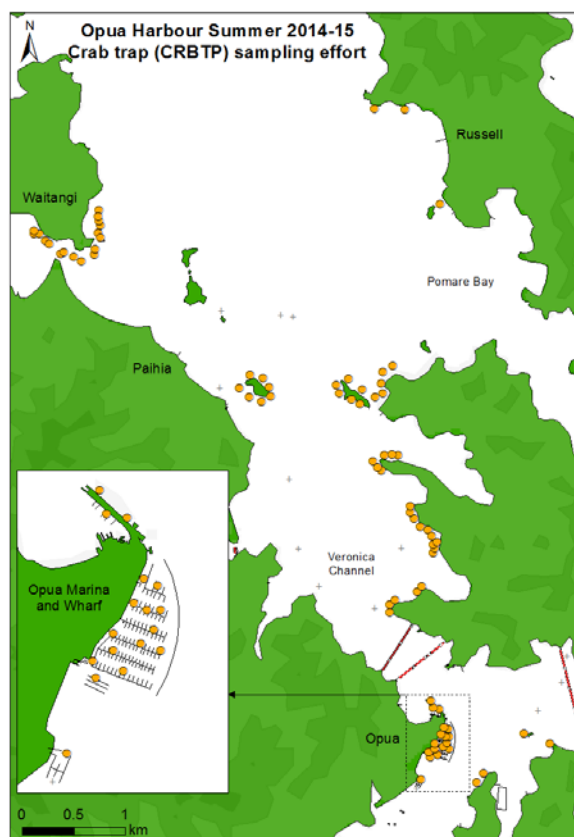 Opua Harbour Summer 2014-15
Crab trap (CRBTP) sampling effort
N
Russell
Waitangi
Pomare Bay
Paihia
Veronica
Channel
Opua Marina
and Wharf
Opua
0 0.5 1
km